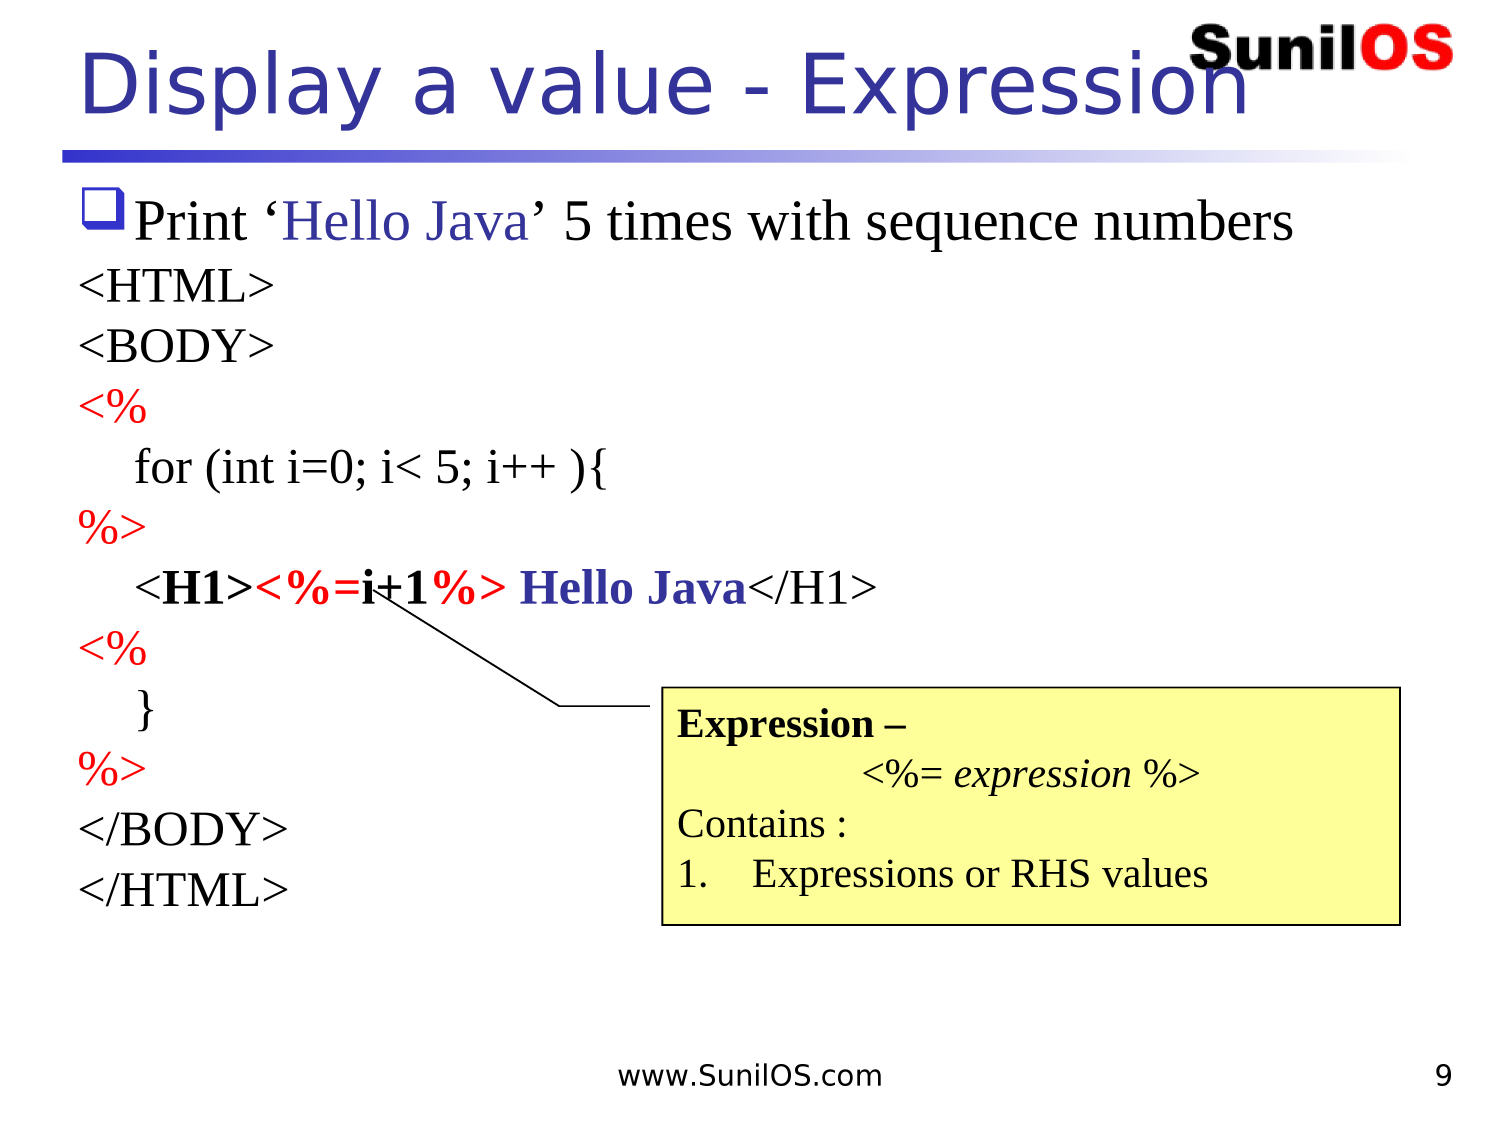 SunilOS
Display a value - Expression
Print ‘Hello Java’ 5 times with sequence numbers
<HTML>
<BODY>
<%
for (int i=0; i< 5; i++ ){
%>
<H1><%=i+1%> Hello Java</H1>
<%
}
%>
</BODY>
</HTML>
Expression –
<%= expression %>
Contains :
1. Expressions or RHS values
www.SunilOS.com
9